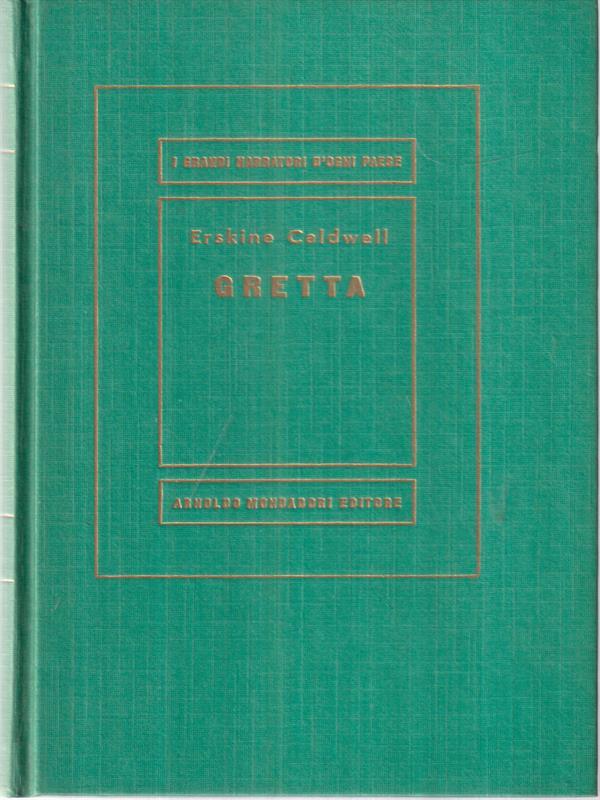 I GRANDI NARRATORI D'OGNI PAESE
Erskine Caldwell
GRETTA
ARNOLDO MONDADORI EDITORE